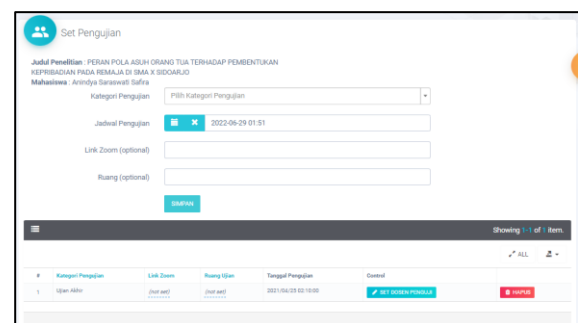 Set Pengujian
Judul Penelitian : PERAN POLA ASUH ORANG TUA TERHADAP PEMBENTUKAN
KEPRIBADIAN PADA REMAJA DI SMA X SIDOARJO
Mahasiswa : Anindya Saraswati Safira
Kategori Pengujian Pilih Kategori Pengujian
Jadwal Pengujian 2022-06-29 01:51
Link Zoom (optional)
Ruang (optional)
SIMPAN
Showing 1-1 of 1 item.
ALL
# Kategori Pengujian Link Zoom Ruang Ujian Tanggal Pengujian Control
1 Ujian Akhir (not set) (not set) 2021/06/25 02:10:00 SET DOSEN PENGUJI HAPUS